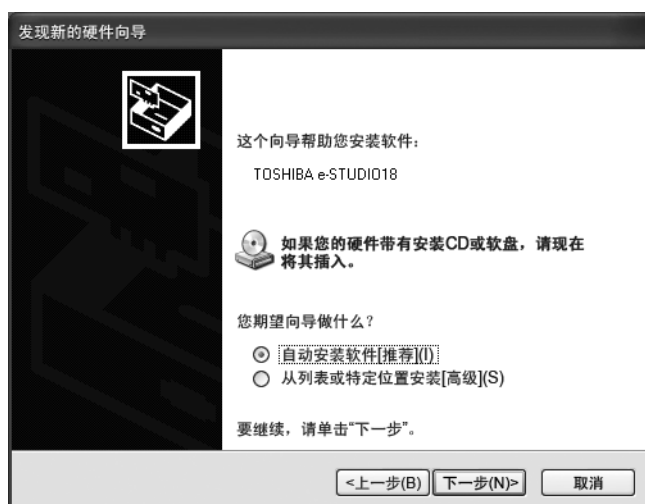 发现新的硬件向导
这个向导帮助您安装软件：
TOSHIBA e-STUDIO18
如果您的硬件带有安装CD或软盘，请现在
将其插入。
您期望向导做什么？
自动安装软件[推荐](I)
从列表或特定位置安装[高级](S)
要继续，请单击“下一步”。
<上一步(B) 下一步(N)> 取消